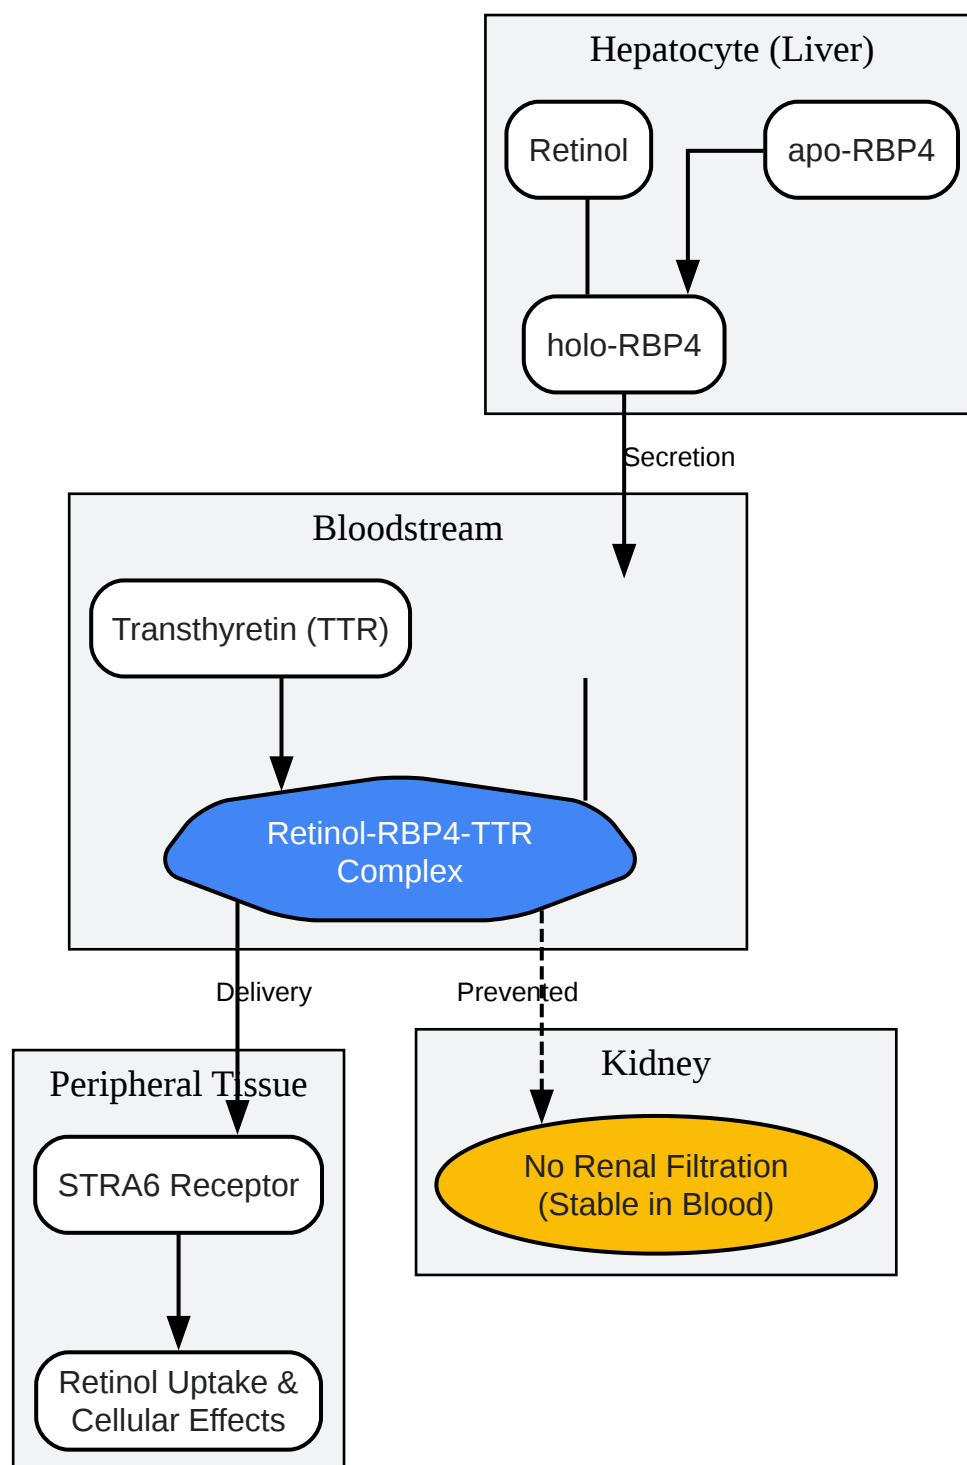 Hepatocyte (Liver)
Retinol
apo-RBP4
holo-RBP4
Secretion
Bloodstream
Transthyretin (TTR)
Retinol-RBP4-TTR
Complex
Delivery
Prevented
Peripheral Tissue
Kidney
STRA6 Receptor
No Renal Filtration
(Stable in Blood)
Retinol Uptake &
Cellular Effects